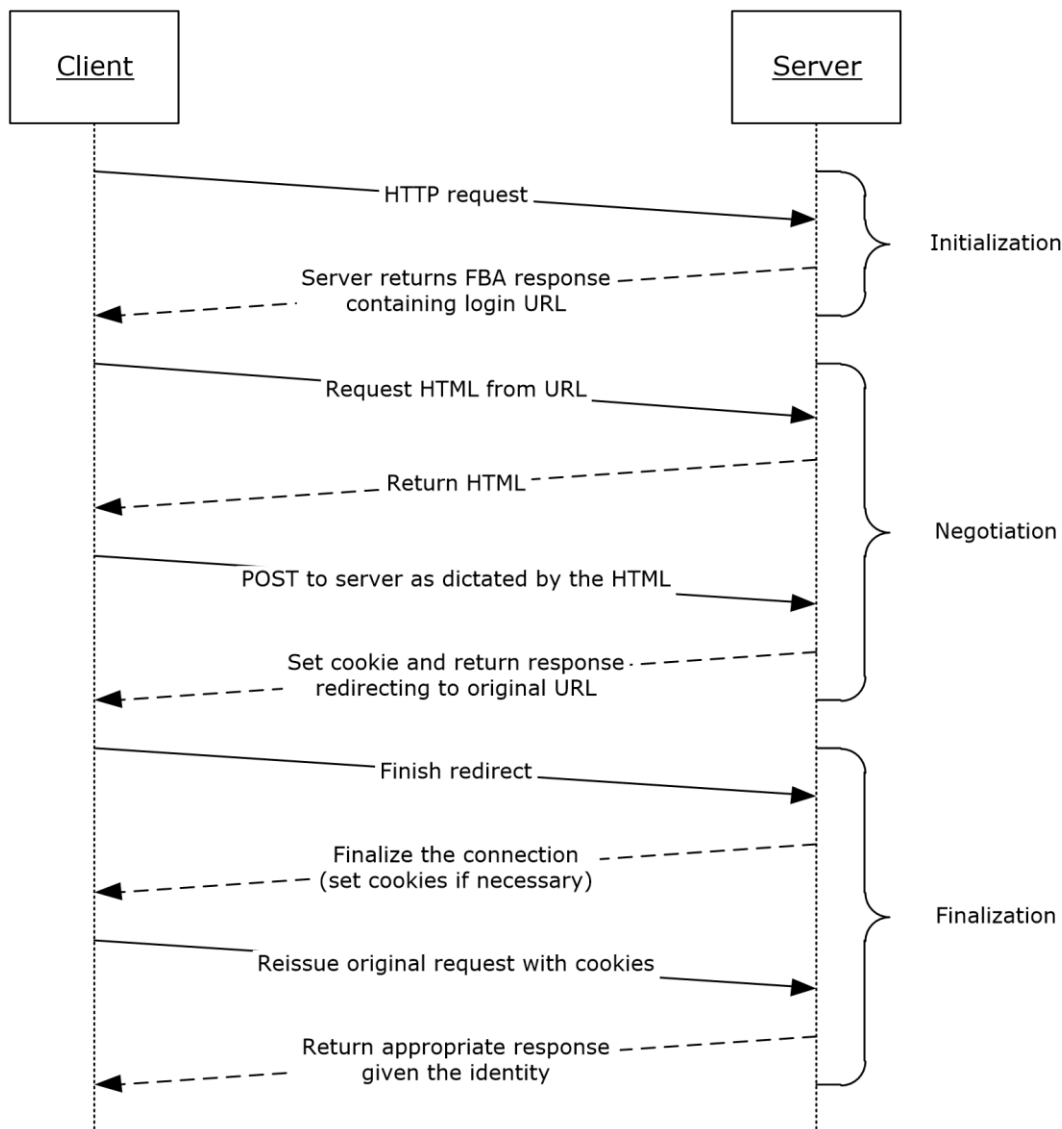 Client
Server
HTTP request
Initialization
Server returns FBA response
containing login URL
Request HTML from URL
Return HTML
Negotiation
POST to server as dictated by the HTML
Set cookie and return response
redirecting to original URL
Finish redirect
Finalize the connection
(set cookies if necessary)
Finalization
Reissue original request with cookies
Return appropriate response
given the identity